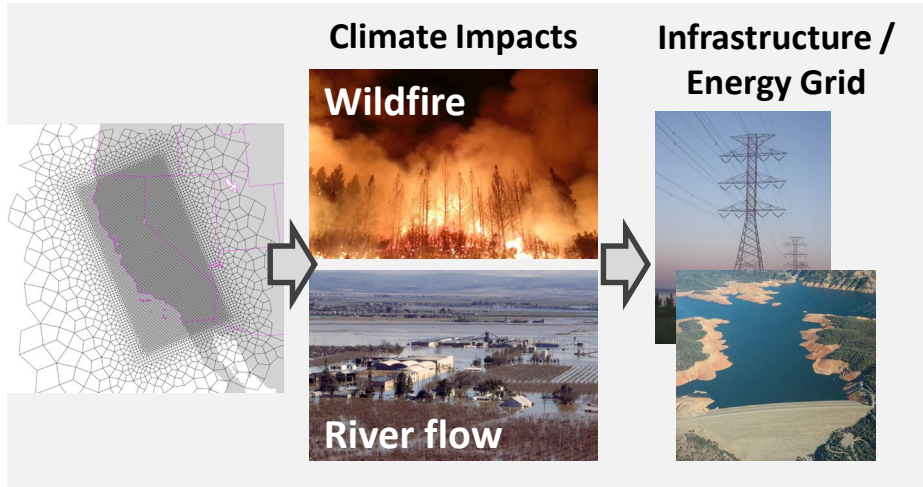 Climate Impacts
Infrastructure /
Energy Grid
Wildfire
River flow